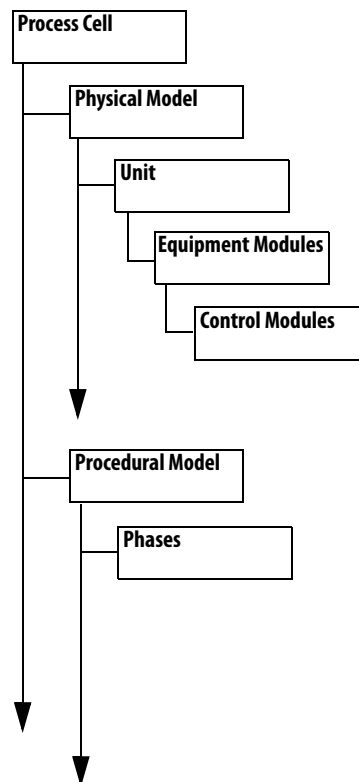 Process Cell
Physical Model
Unit
Equipment Modules
Control Modules
Procedural Model
Phases